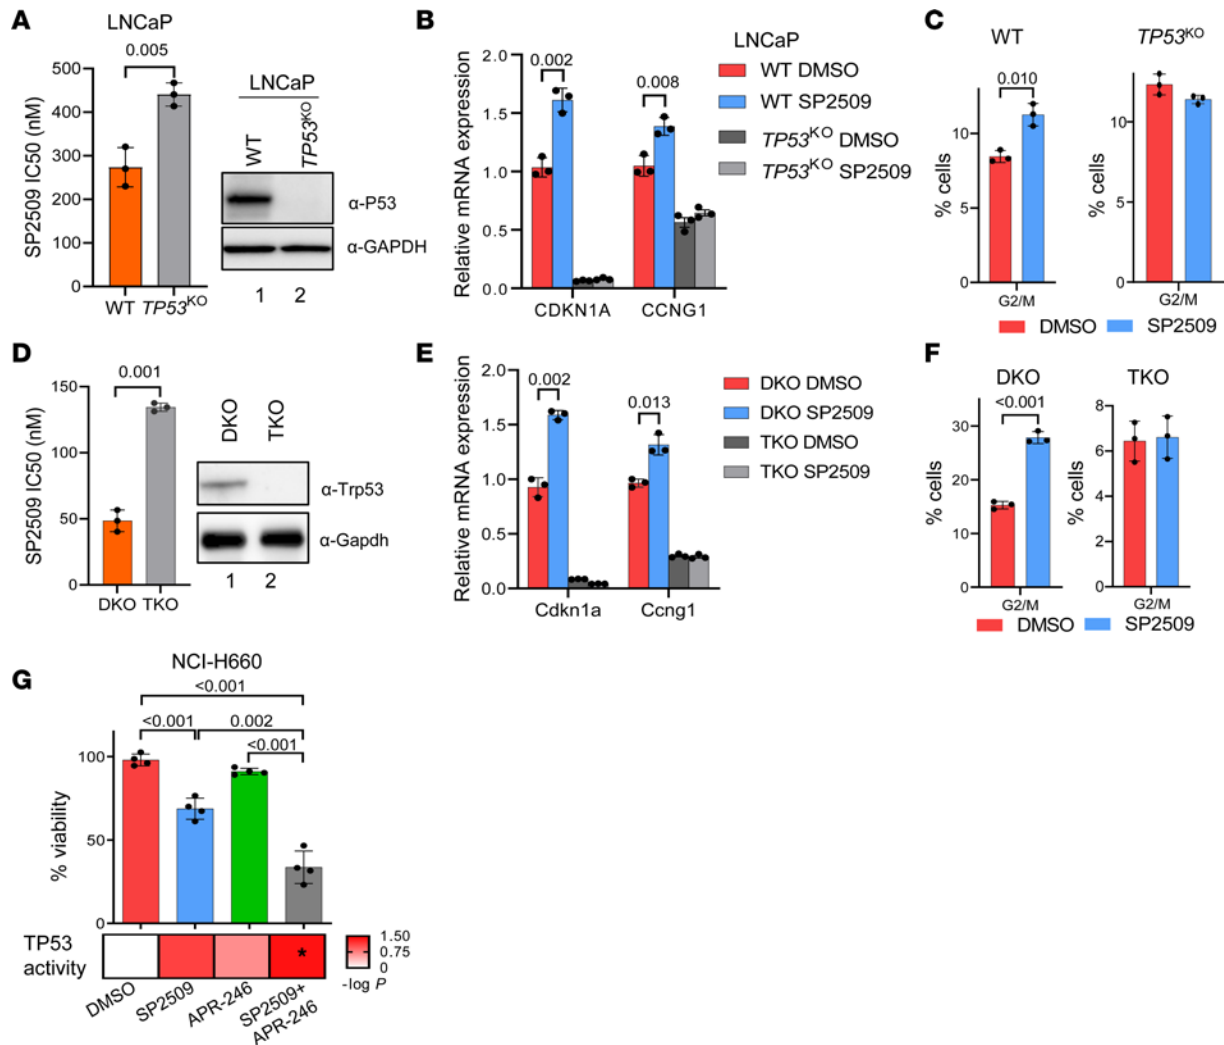 A
LNCaP
0.005
SP2509 IC50 (nM)
500
400
300
200
100
0
WT TP53KO
LNCaP
WT
TP53KO
α-P53
α-GAPDH
1 2
B
LNCaP
WT DMSO
WT SP2509
TP53KO DMSO
TP53KO SP2509
Relative mRNA expression
2.0
1.5
1.0
0.5
0.0
0.002
0.008
CDKN1A CCNG1
C
WT
TP53KO
% cells
10
5
0
0.010
G2/M
% cells
15
10
5
0
G2/M
DMSO SP2509
D
0.001
SP2509 IC50 (nM)
150
100
50
0
DKO TKO
DKO
TKO
α-Trp53
α-Gapdh
1 2
E
Relative mRNA expression
2.0
1.5
1.0
0.5
0.0
0.002
0.013
Cdkn1a Ccng1
DKO DMSO
DKO SP2509
TKO DMSO
TKO SP2509
F
DKO TKO
<0.001
% cells
30
20
10
0
G2/M
% cells
8
6
4
2
0
G2/M
DMSO SP2509
G
NCI-H660
<0.001
<0.001 0.002
<0.001
% viability
100
50
0
TP53
activity
*
1.50
0.75
0
-log P
DMSO
SP2509
APR-246
SP2509+
APR-246